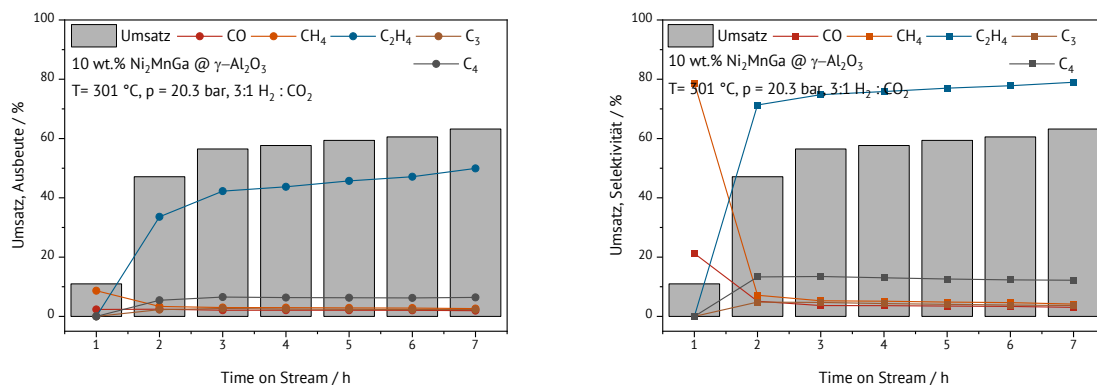 100
80
60
40
20
0
Umsatz, Ausbeute / %
Umsatz CO CH₄ C₂H₄ C₃
10 wt.% Ni₂MnGa @ γ−Al₂O₃ C₄
T= 301 °C, p = 20.3 bar, 3:1 H₂ : CO₂
1 2 3 4 5 6 7
Time on Stream / h
100
80
60
40
20
0
Umsatz, Selektivität / %
Umsatz CO CH₄ C₂H₄ C₃
10 wt.% Ni₂MnGa @ γ−Al₂O₃ C₄
T= 301 °C, p = 20.3 bar, 3:1 H₂ : CO₂
1 2 3 4 5 6 7
Time on Stream / h